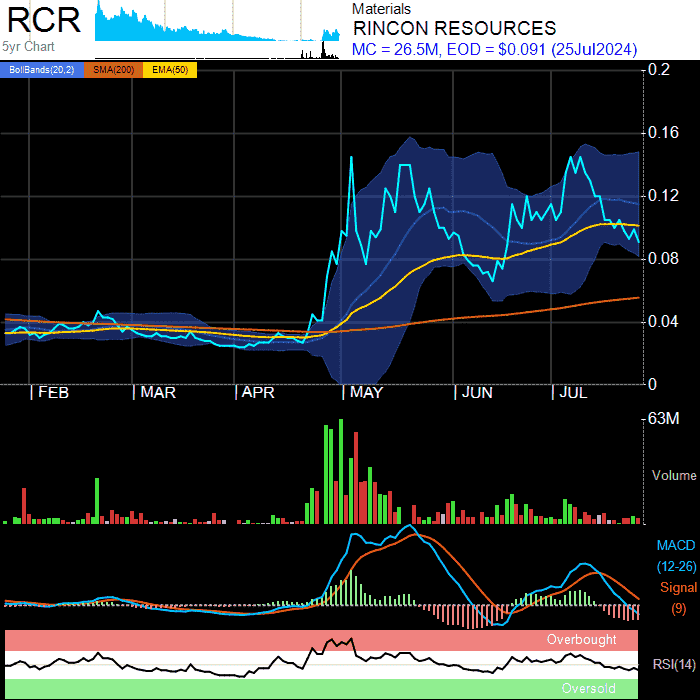 RCR
5yr Chart
Materials
RINCON RESOURCES
MC = 26.5M, EOD = $0.091 (25Jul2024)
BollBands(20,2) SMA(200) EMA(50)
0.2
0.16
0.12
0.08
0.04
0
FEB MAR APR MAY JUN JUL
63M
Volume
MACD
(12-26)
Signal
(9)
Overbought
RSI(14)
Oversold